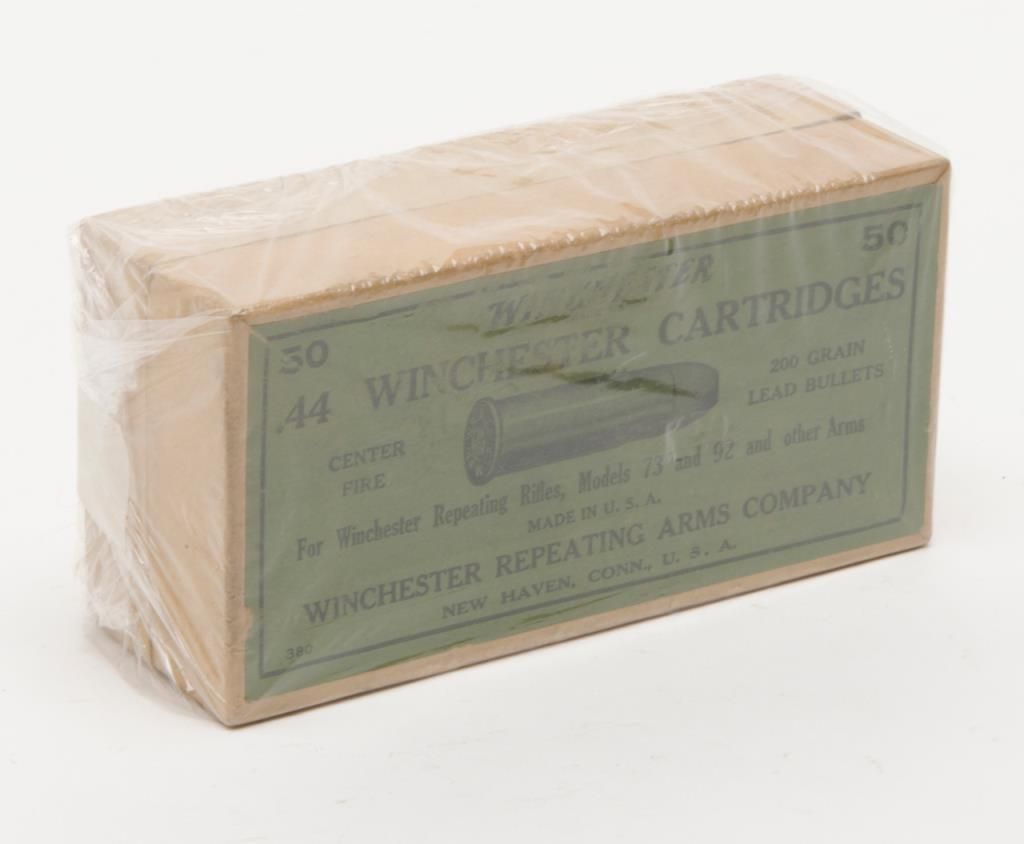 50
WINCHESTER
50
.44 WINCHESTER CARTRIDGES
CENTER
FIRE
200 GRAIN
LEAD BULLETS
For Winchester Repeating Rifles, Models 73 and 92 and other Arms
MADE IN U. S. A.
WINCHESTER REPEATING ARMS COMPANY
NEW HAVEN, CONN., U. S. A.
380